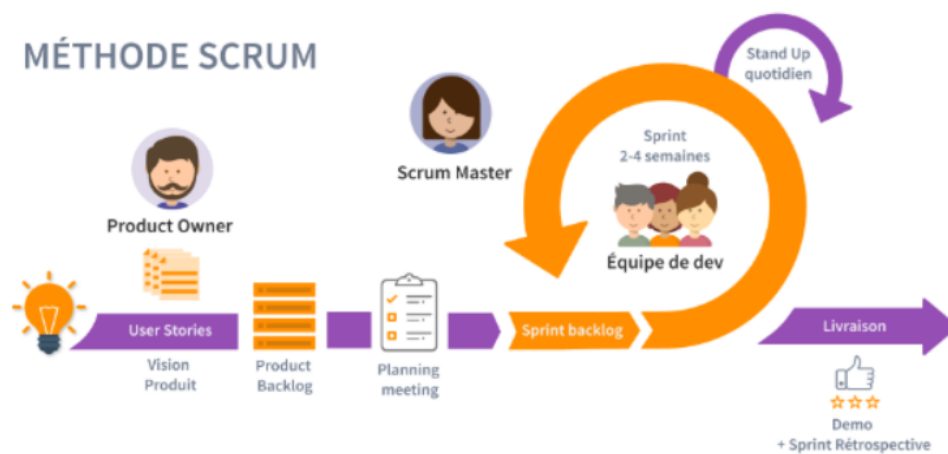 MÉTHODE SCRUM
Stand Up
quotidien
Sprint
2-4 semaines
Scrum Master
Product Owner
Équipe de dev
User Stories
Sprint backlog
Livraison
Vision
Produit
Product
Backlog
Planning
meeting
Demo
+ Sprint Rétrospective